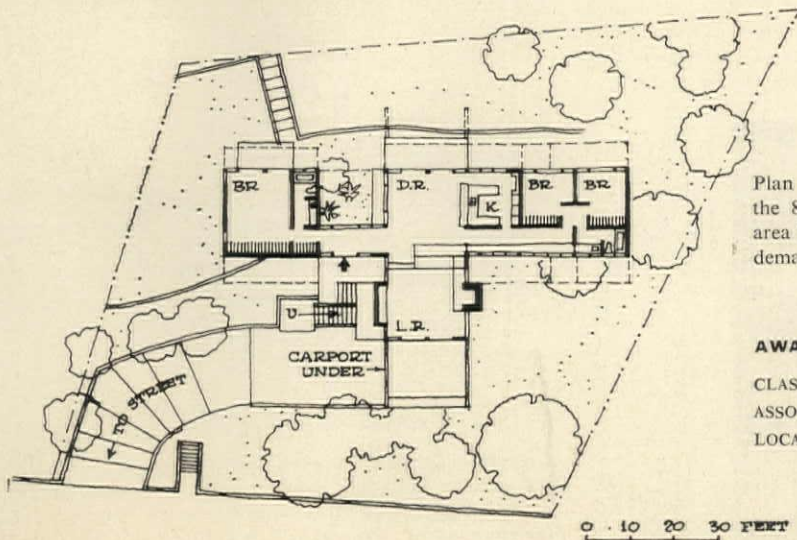 BR
D.R.
K
BR
BR
U
L.R.
CARPORT
UNDER
TO STREET
0 10 20 30 FEET
Plan
the 8
area
dema
AWA
CLAS
ASSO
LOCA